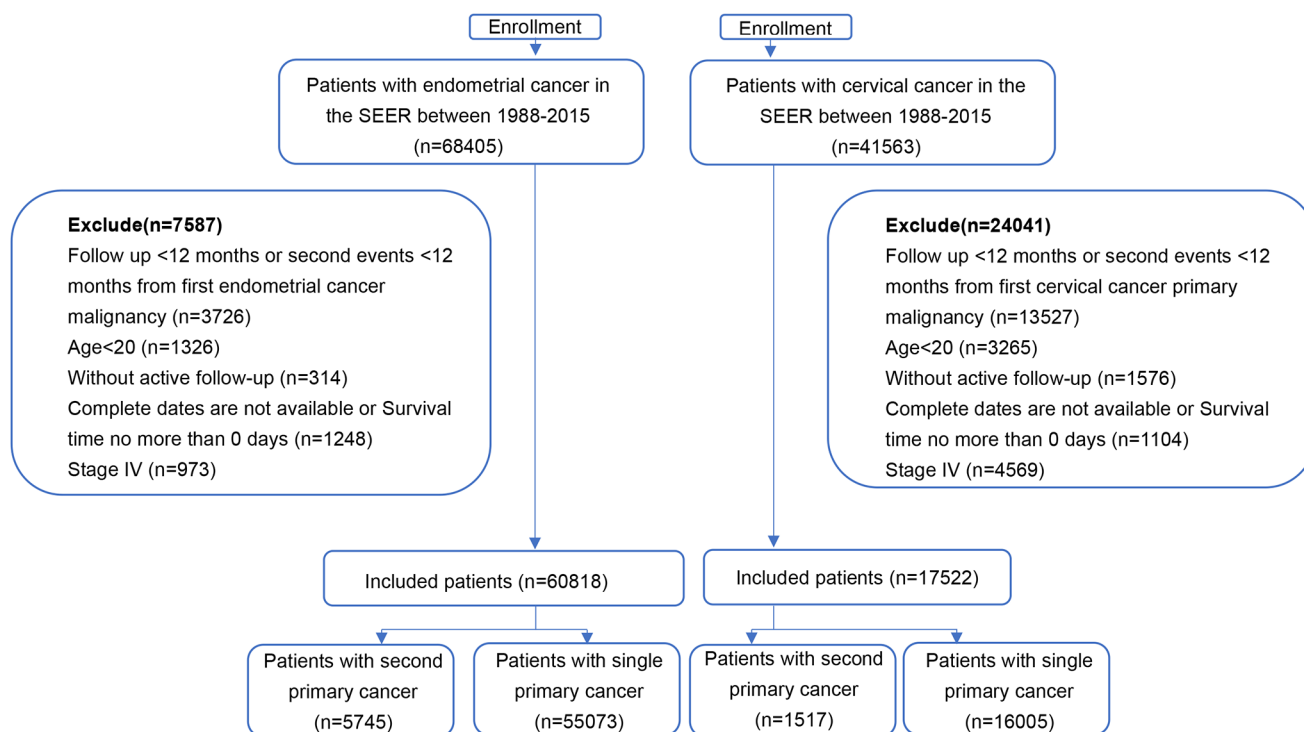 Enrollment
Patients with endometrial cancer in
the SEER between 1988-2015
(n=68405)
Exclude(n=7587)
Follow up <12 months or second events <12
months from first endometrial cancer
malignancy (n=3726)
Age<20 (n=1326)
Without active follow-up (n=314)
Complete dates are not available or Survival
time no more than 0 days (n=1248)
Stage IV (n=973)
Included patients (n=60818)
Patients with second
primary cancer
(n=5745)
Patients with single
primary cancer
(n=55073)
Enrollment
Patients with cervical cancer in the
SEER between 1988-2015
(n=41563)
Exclude(n=24041)
Follow up <12 months or second events <12
months from first cervical cancer primary
malignancy (n=13527)
Age<20 (n=3265)
Without active follow-up (n=1576)
Complete dates are not available or Survival
time no more than 0 days (n=1104)
Stage IV (n=4569)
Included patients (n=17522)
Patients with second
primary cancer
(n=1517)
Patients with single
primary cancer
(n=16005)